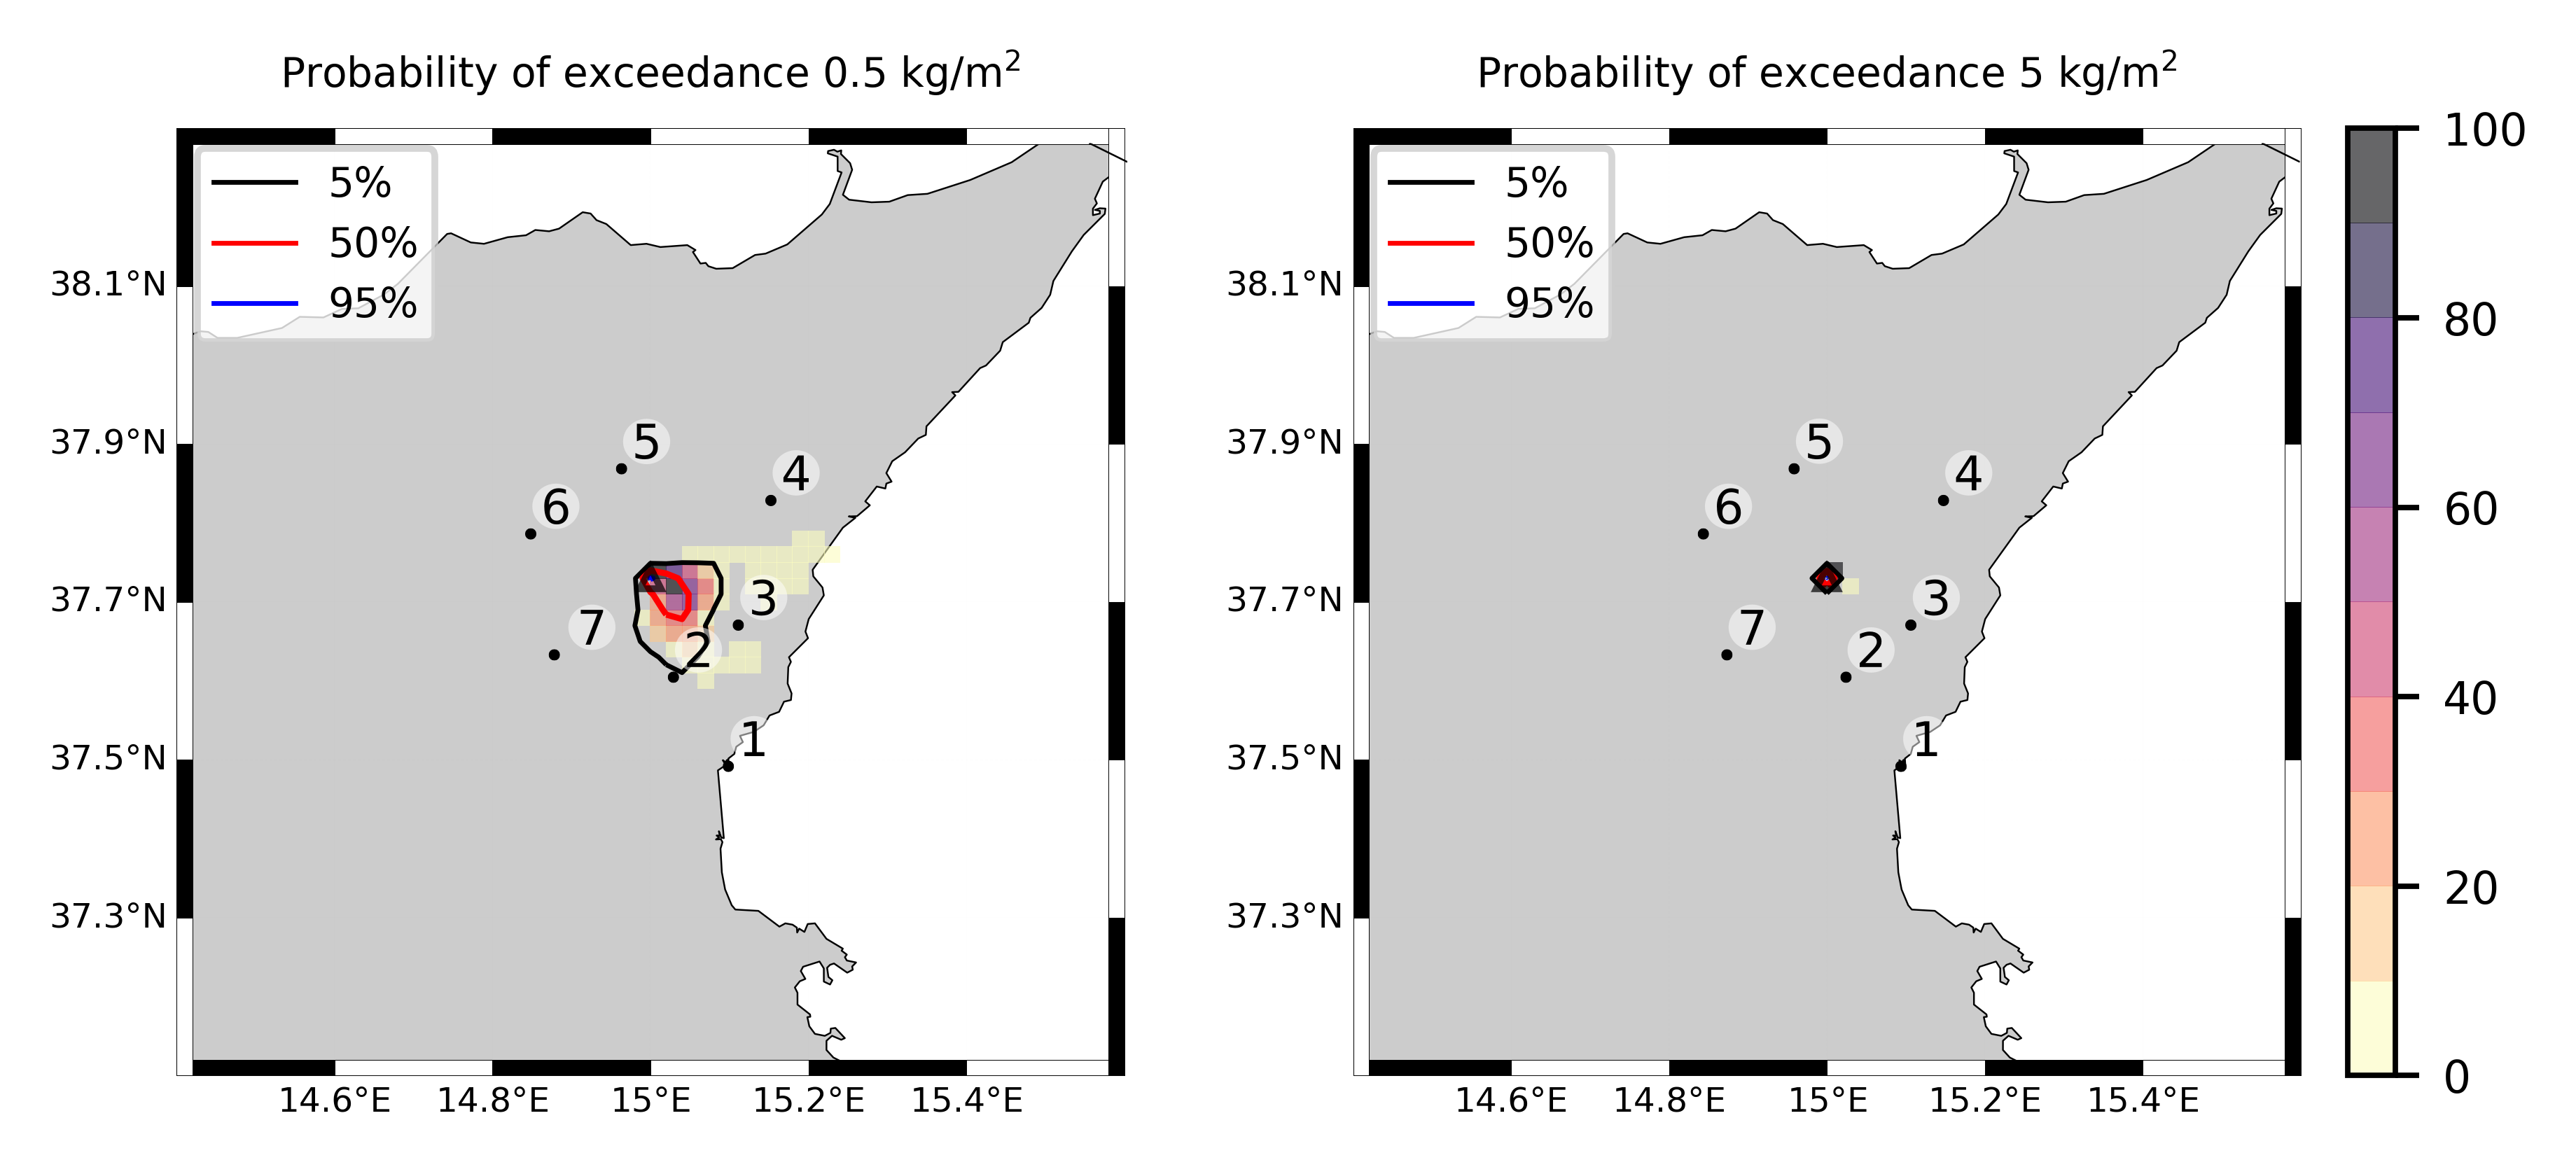 Probability of exceedance 0.5 kg/m²
5%
50%
95%
38.1°N
37.9°N
37.7°N
37.5°N
37.3°N
14.6°E
14.8°E
15°E
15.2°E
15.4°E
5
4
6
3
7
2
1
Probability of exceedance 5 kg/m²
5%
50%
95%
38.1°N
37.9°N
37.7°N
37.5°N
37.3°N
14.6°E
14.8°E
15°E
15.2°E
15.4°E
5
4
6
3
7
2
1
100
80
60
40
20
0